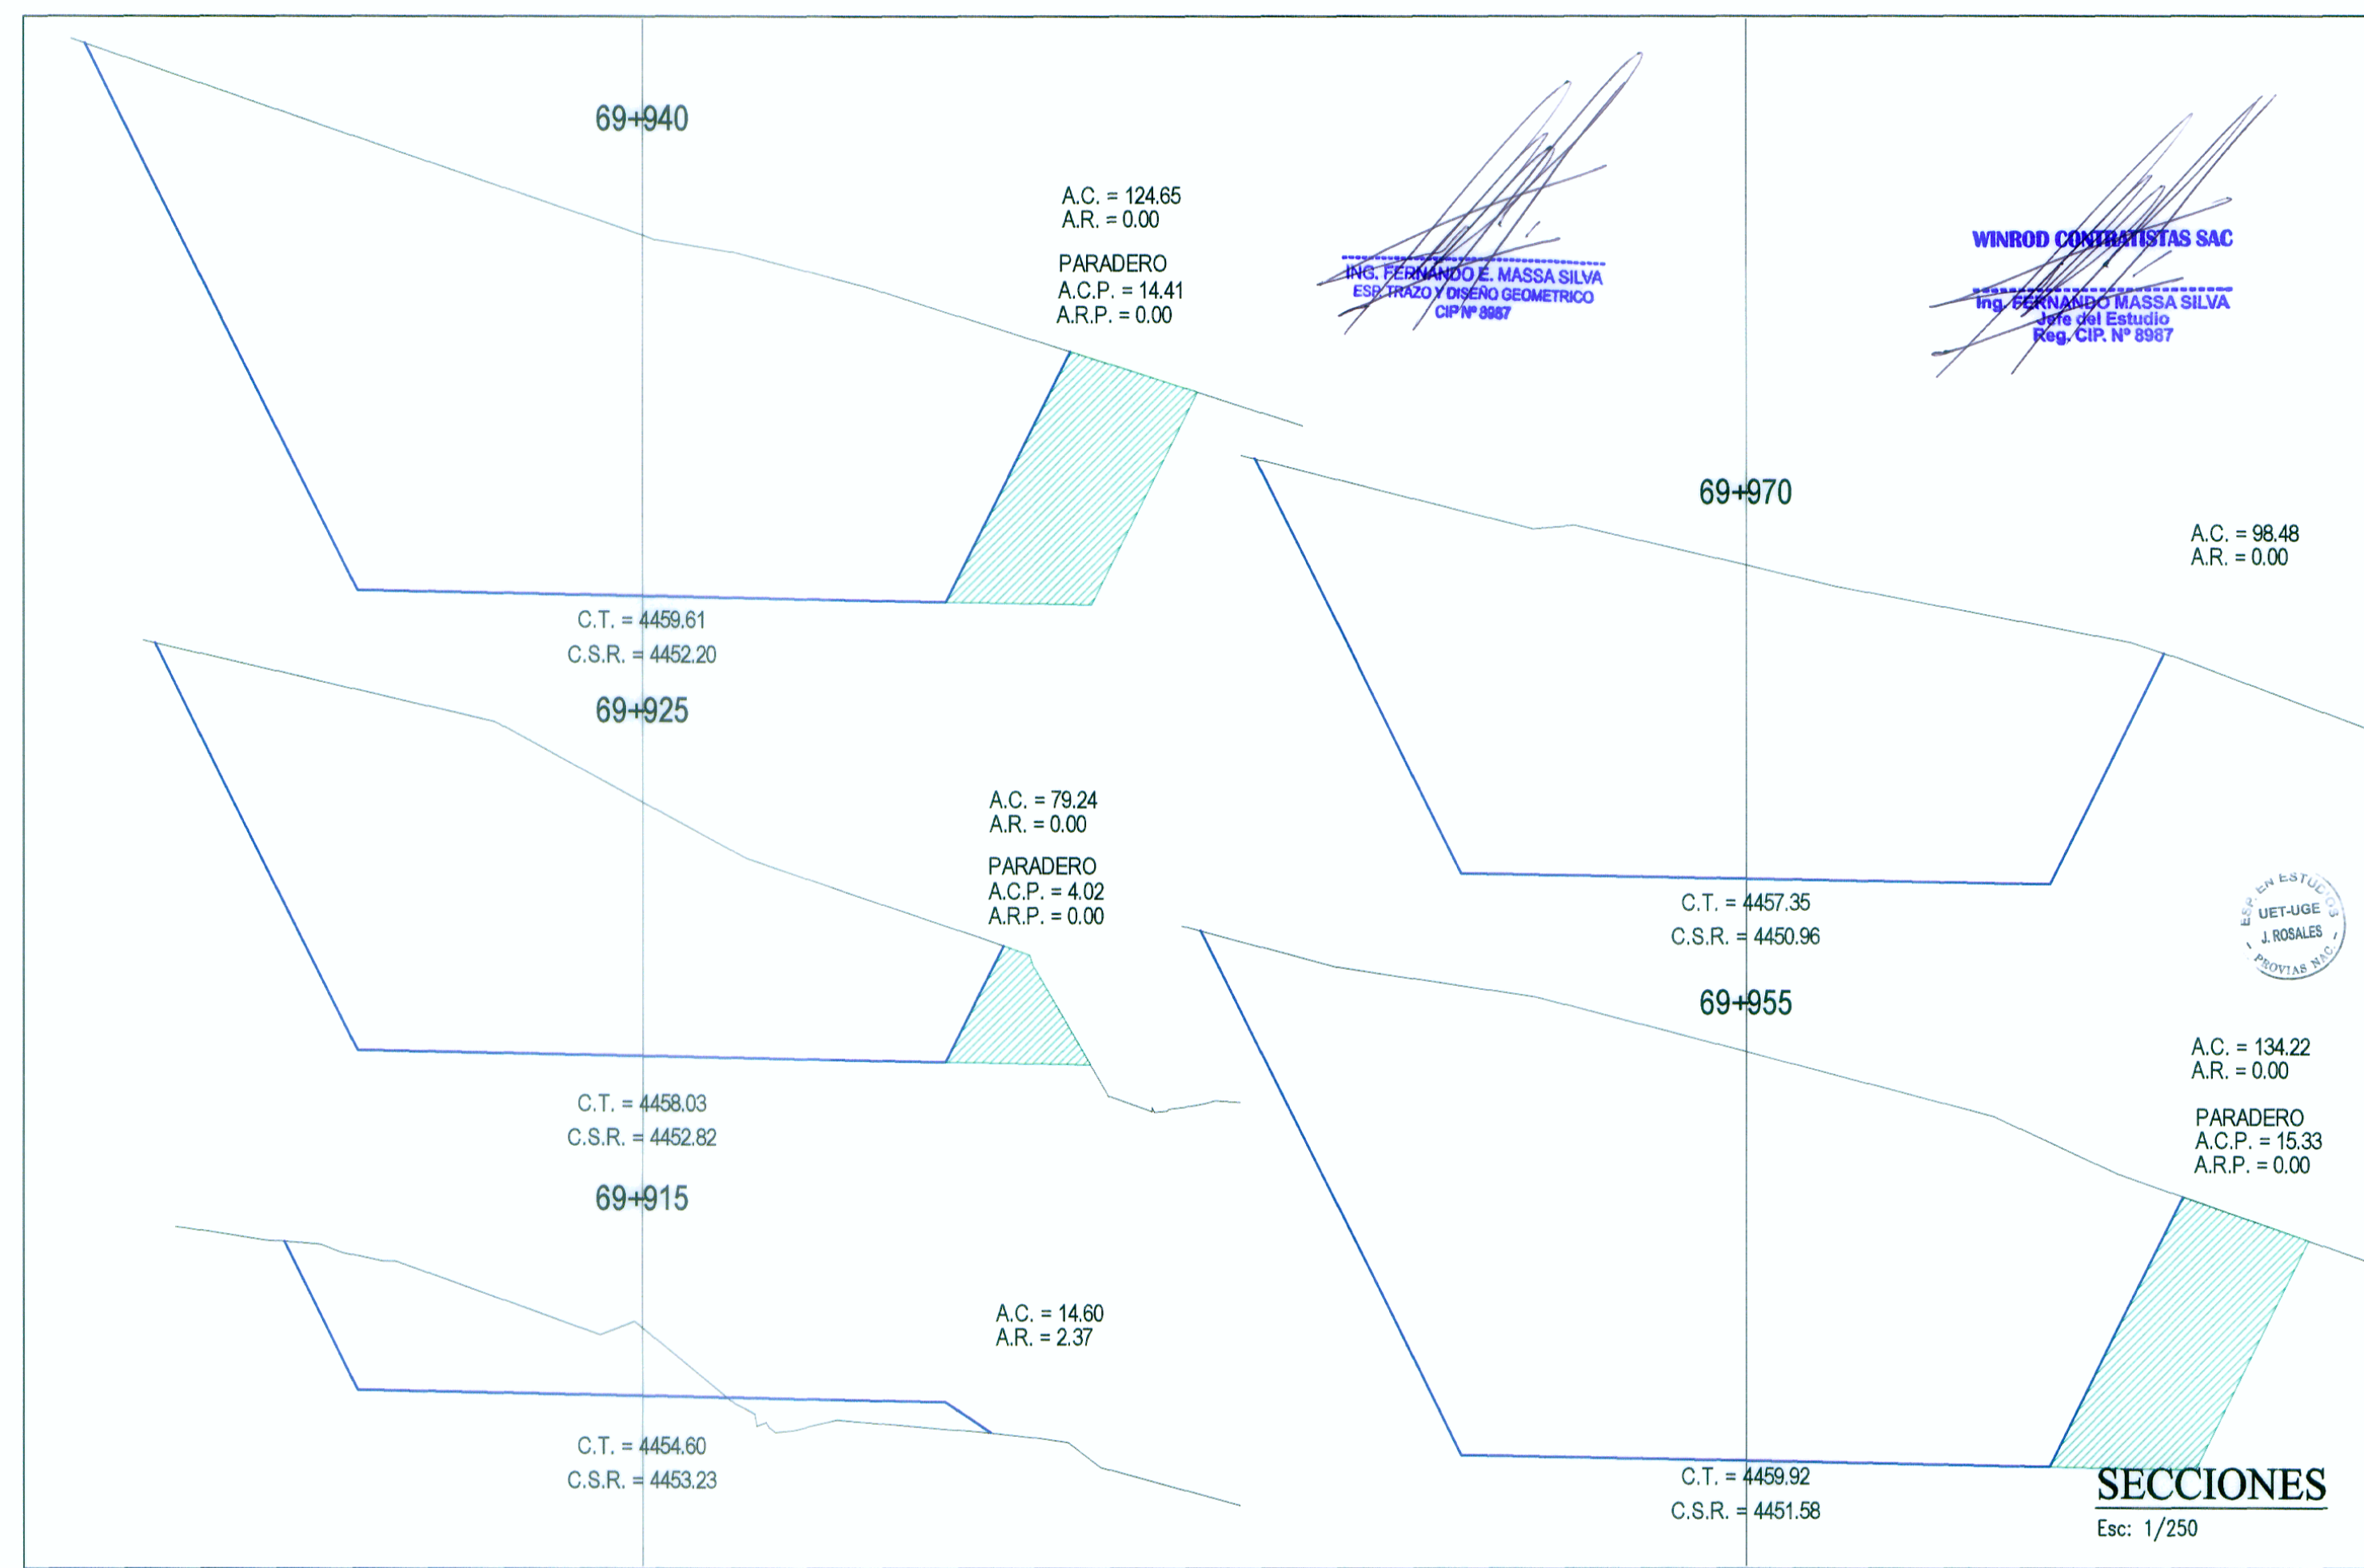 69+940
A.C. = 124.65
A.R. = 0.00
PARADERO
A.C.P. = 14.41
A.R.P. = 0.00
C.T. = 4459.61
C.S.R. = 4452.20
69+925
A.C. = 79.24
A.R. = 0.00
PARADERO
A.C.P. = 4.02
A.R.P. = 0.00
C.T. = 4458.03
C.S.R. = 4452.82
69+915
A.C. = 14.60
A.R. = 2.37
C.T. = 4454.60
C.S.R. = 4453.23
ING. FERNANDO E. MASSA SILVA
ESP. TRAZO Y DISEÑO GEOMETRICO
CIP Nº 8987
WINROD CONTRATISTAS SAC
Ing. FERNANDO MASSA SILVA
Jefe del Estudio
Reg. CIP. Nº 8987
69+970
A.C. = 98.48
A.R. = 0.00
C.T. = 4457.35
C.S.R. = 4450.96
ESP. EN ESTUDIOS
UET-UGE
J. ROSALES
PROVIAS NAC.
69+955
A.C. = 134.22
A.R. = 0.00
PARADERO
A.C.P. = 15.33
A.R.P. = 0.00
C.T. = 4459.92
C.S.R. = 4451.58
SECCIONES
Esc: 1/250